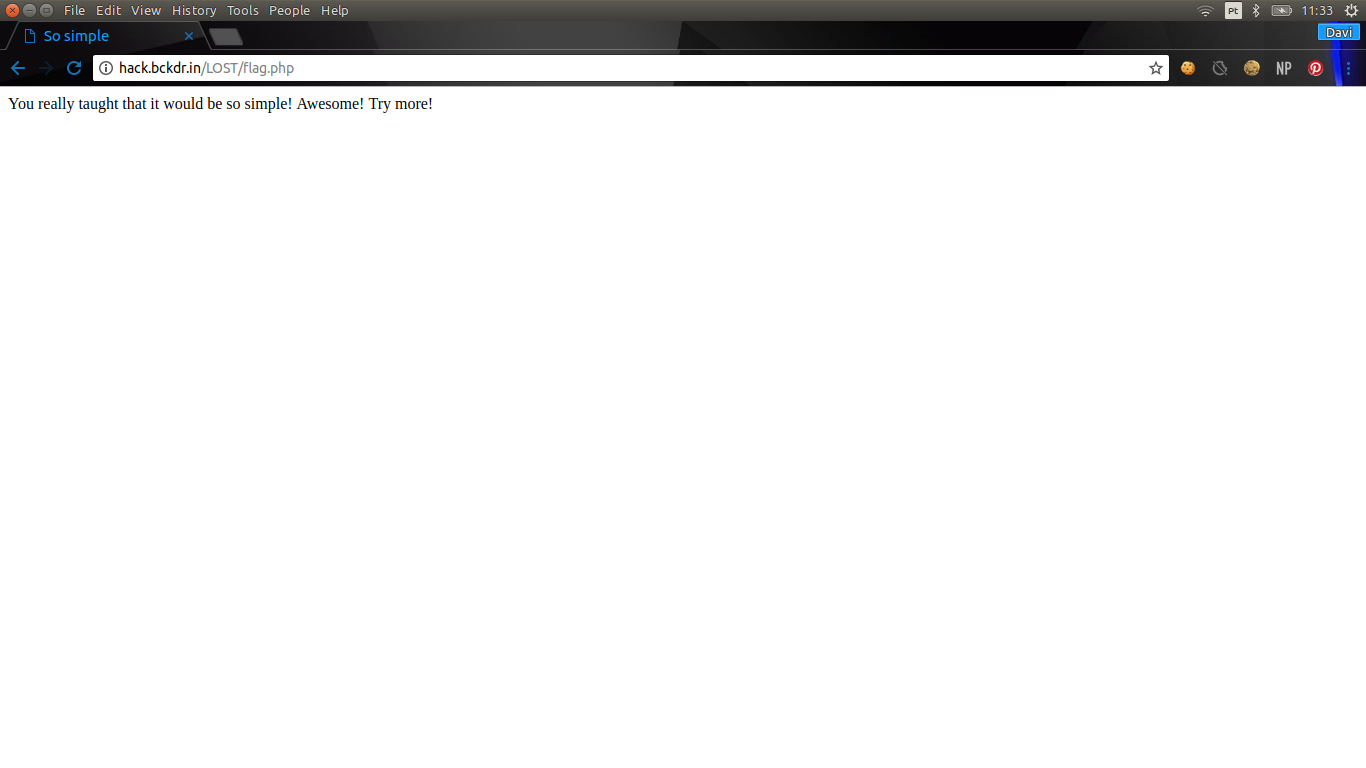 File Edit View History Tools People Help
Pt
11:33
So simple
Davi
hack.bckdr.in/LOST/flag.php
NP
You really taught that it would be so simple! Awesome! Try more!